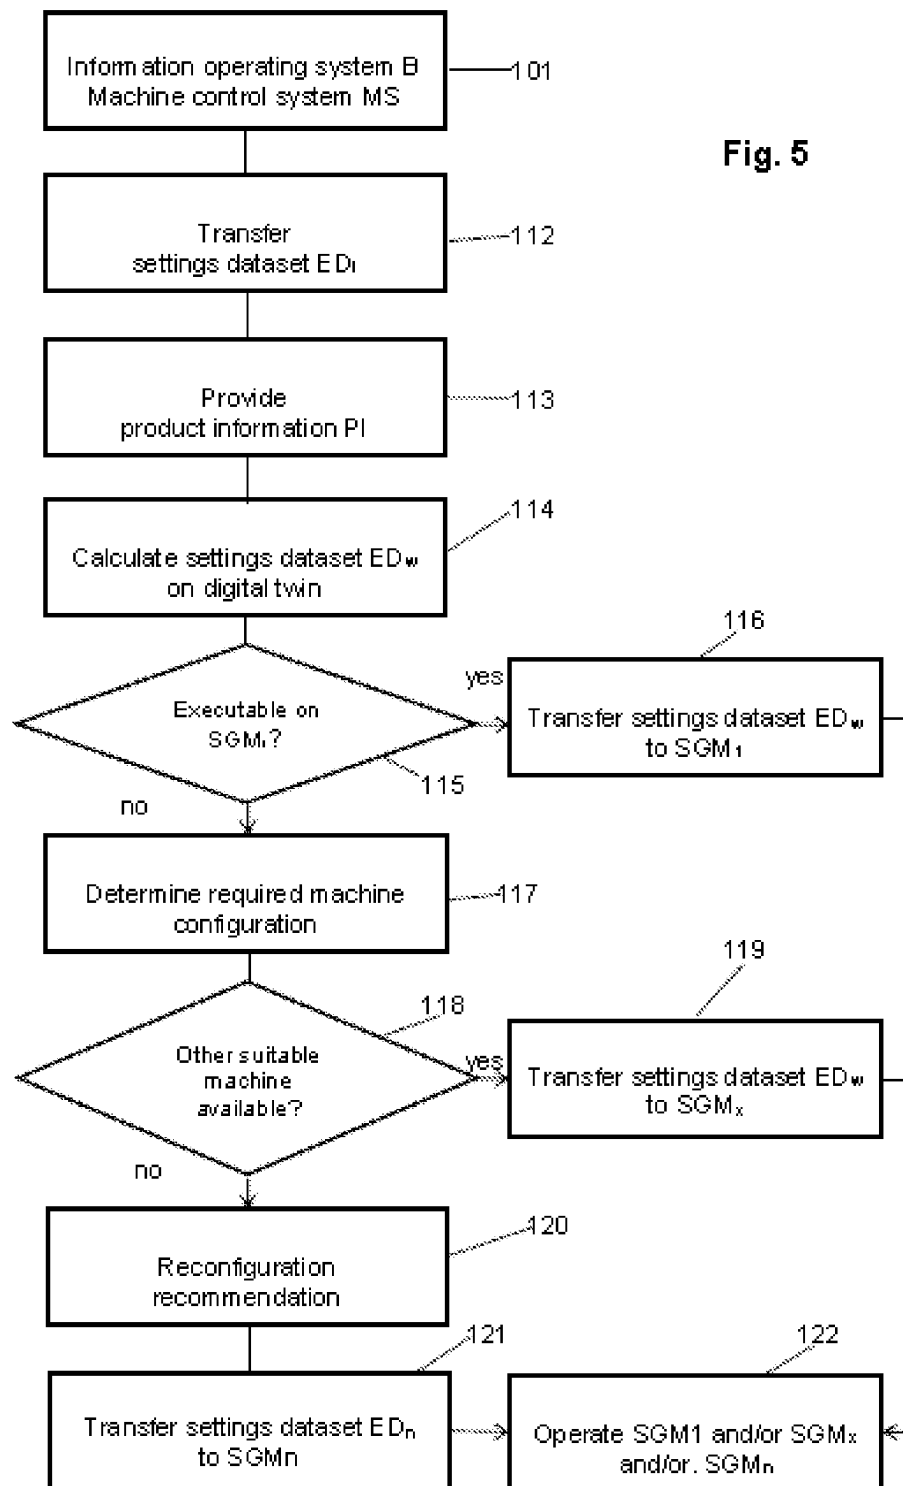 Information operating system B
Machine control system MS
101
Fig. 5
Transfer
settings dataset EDI
112
Provide
product information PI
113
Calculate settings dataset EDw
on digital twin
114
Executable on
SGM₁?
115
yes
116
Transfer settings dataset EDw
to SGM₁
no
Determine required machine
configuration
117
Other suitable
machine
available?
118
yes
119
Transfer settings dataset EDw
to SGMₓ
no
Reconfiguration
recommendation
120
Transfer settings dataset EDₙ
to SGMn
121
122
Operate SGM1 and/or SGMₓ
and/or. SGMₙ